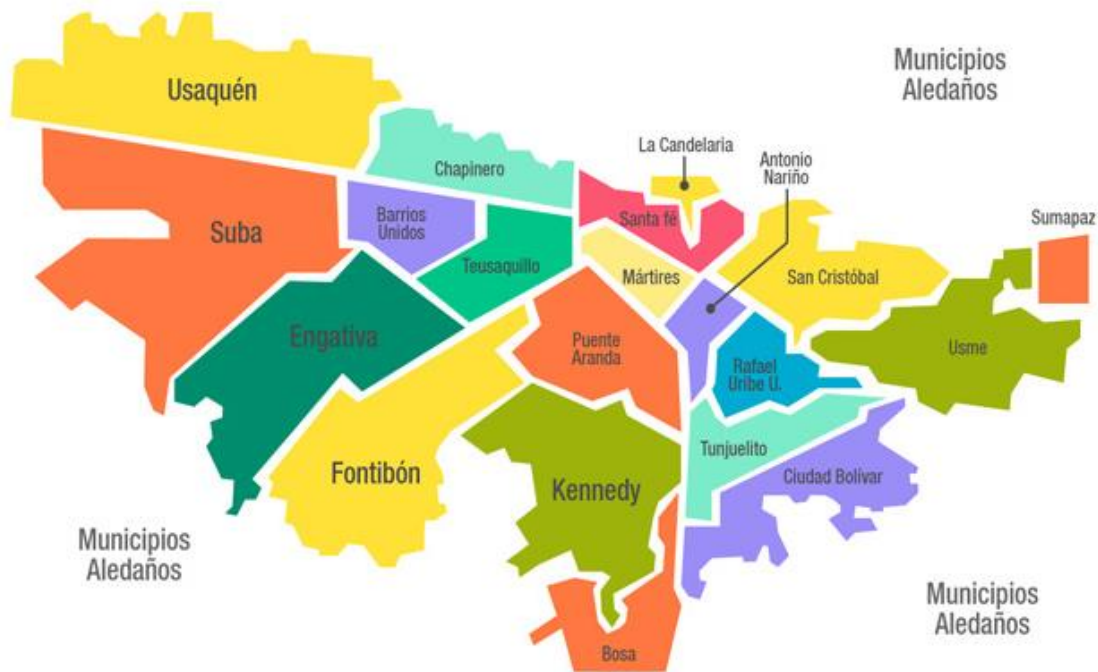 Municipios
Aledaños
Usaquén
La Candelaria
Antonio
Nariño
Chapinero
Barrios
Unidos
Santa fé
Sumapaz
Suba
Teusaquillo
Mártires
San Cristóbal
Engativa
Puente
Aranda
Usme
Rafael
Uribe U.
Tunjuelito
Fontibón
Kennedy
Ciudad Bolívar
Municipios
Aledaños
Municipios
Aledaños
Bosa